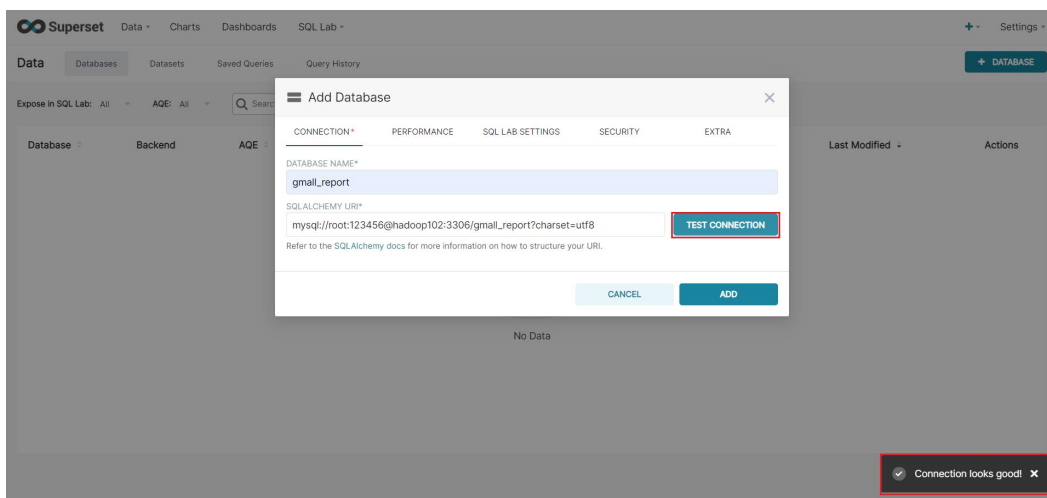 Superset Data Charts Dashboards SQL Lab + Settings
Data Databases Datasets Saved Queries Query History + DATABASE
Expose in SQL Lab: All AQE: All Searc
Add Database
CONNECTION* PERFORMANCE SQL LAB SETTINGS SECURITY EXTRA
Database Backend AQE Last Modified Actions
DATABASE NAME*
gmall_report
SQLALCHEMY URI*
mysql://root:123456@hadoop102:3306/gmall_report?charset=utf8 TEST CONNECTION
Refer to the SQLAlchemy docs for more information on how to structure your URI.
CANCEL ADD
No Data
Connection looks good!